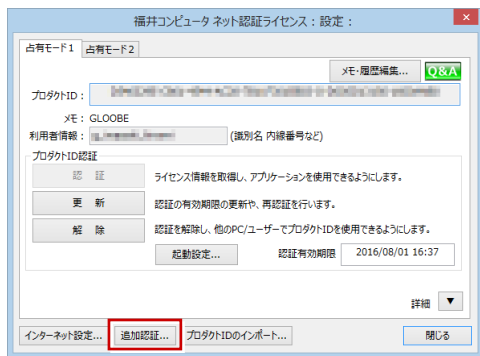 福井コンピュータ ネット認証ライセンス：設定：
占有モード1 占有モード2
メモ・履歴編集... Q&A
プロダクトID：
メモ： GLOOBE
利用者情報： (識別名 内線番号など)
プロダクトID認証
認 証 ライセンス情報を取得し、アプリケーションを使用できるようにします。
更 新 認証の有効期限の更新や、再認証を行います。
解 除 認証を解除し、他のPC/ユーザーでプロダクトIDを使用できるようにします。
起動設定... 認証有効期限 2016/08/01 16:37
詳細 ▼
インターネット設定... 追加認証... プロダクトIDのインポート... 閉じる